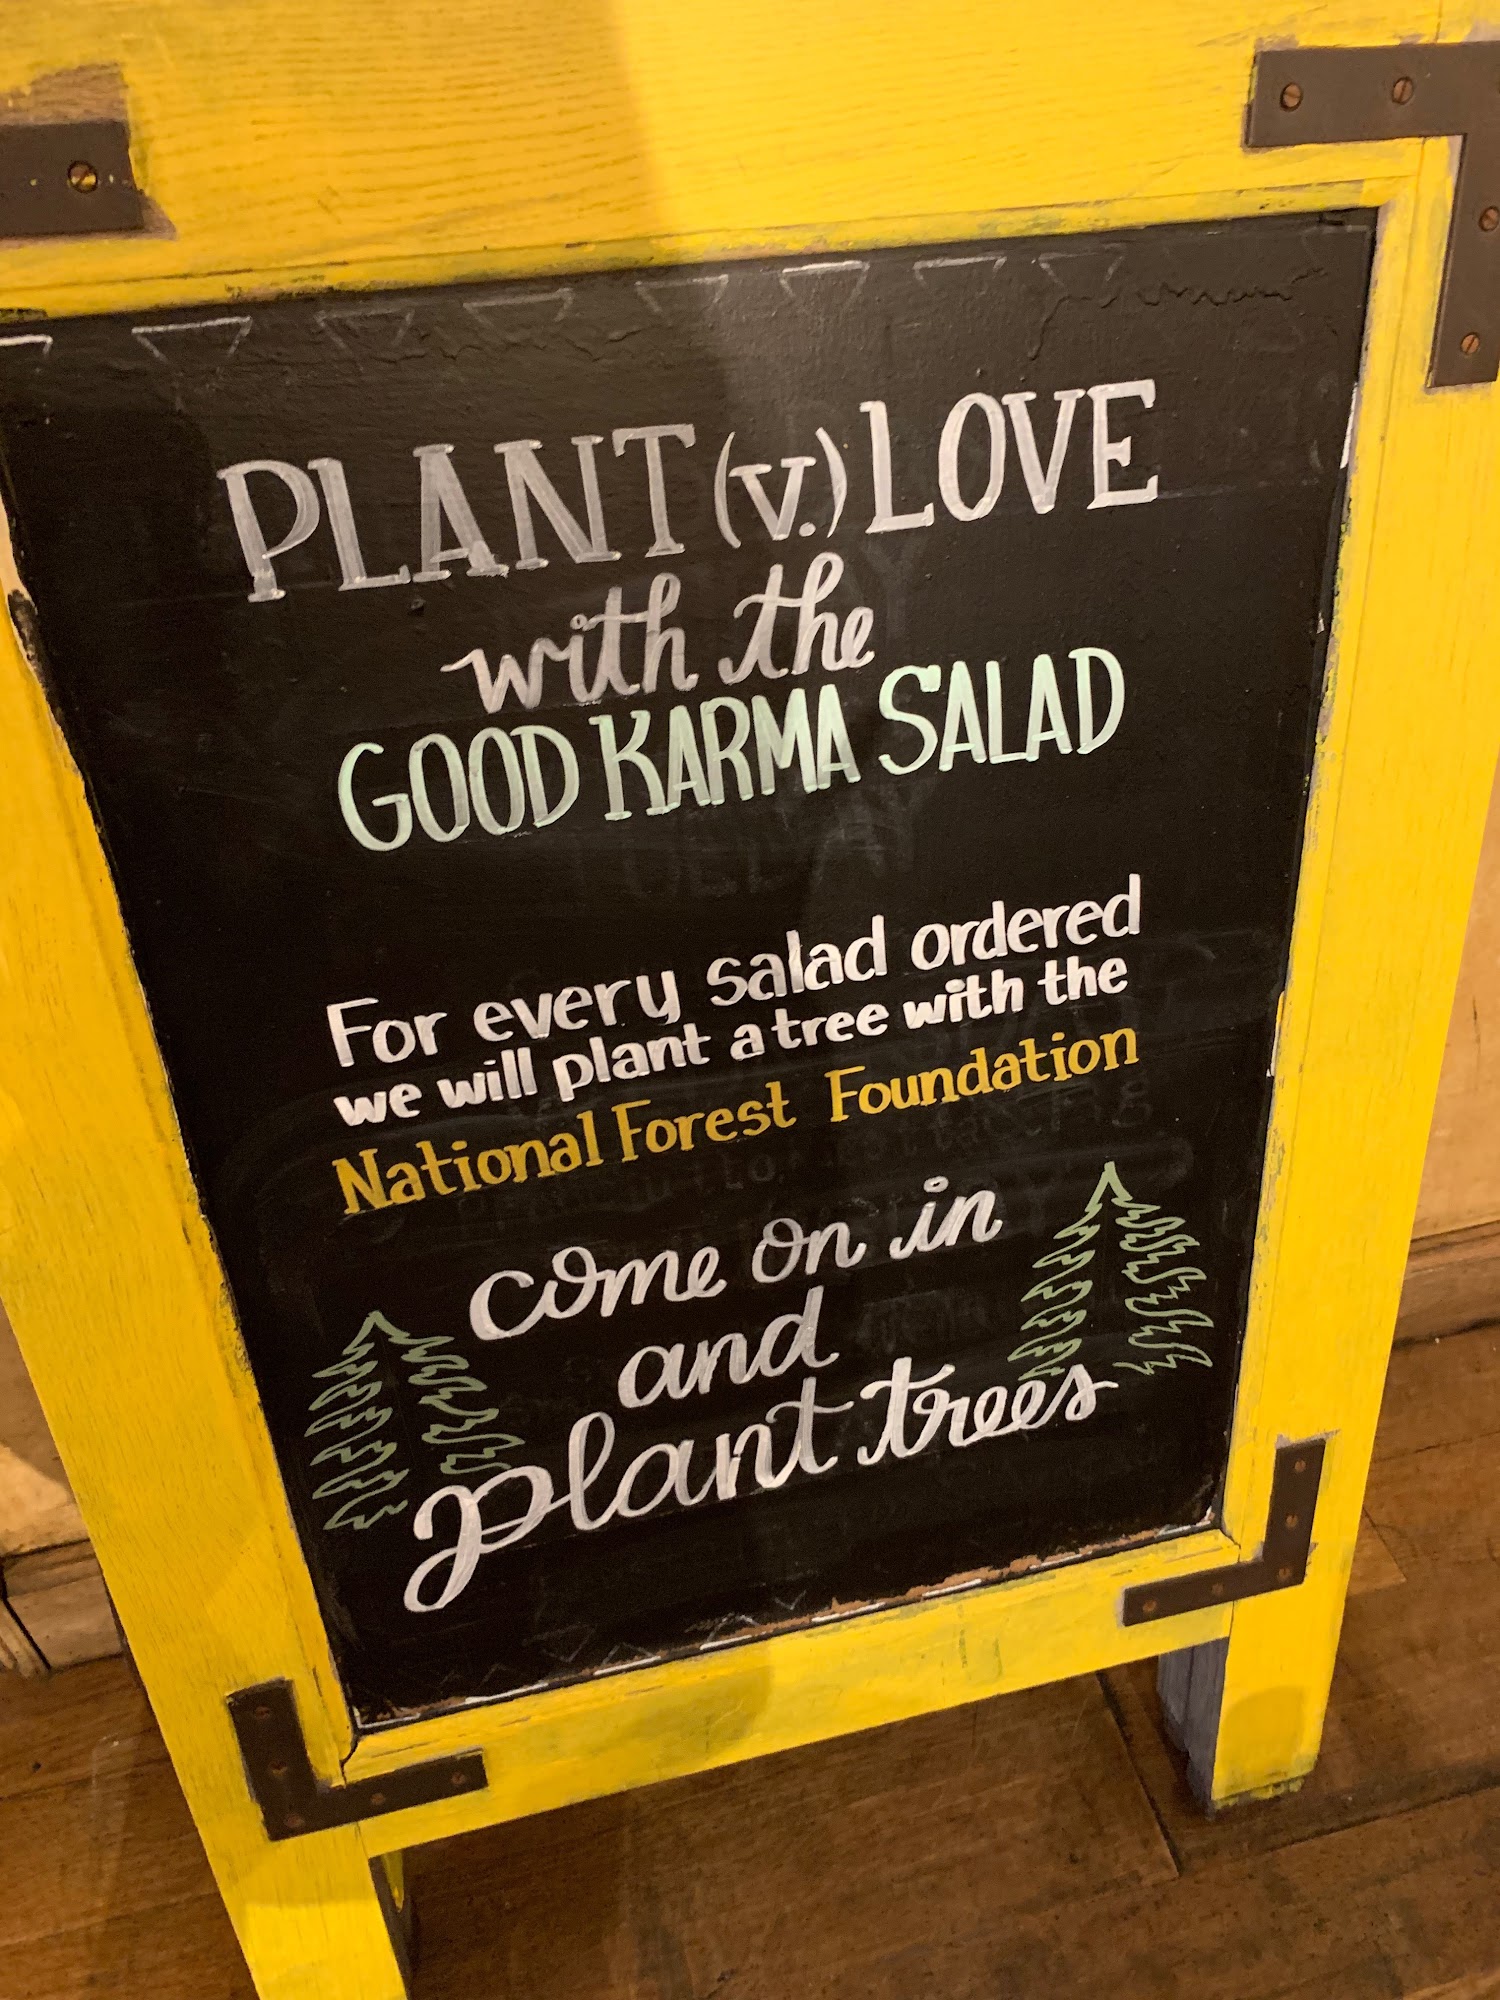 PLANT (V.) LOVE
with the
GOOD KARMA SALAD
For every salad ordered
we will plant a tree with the
National Forest Foundation
come on in
and
plant trees